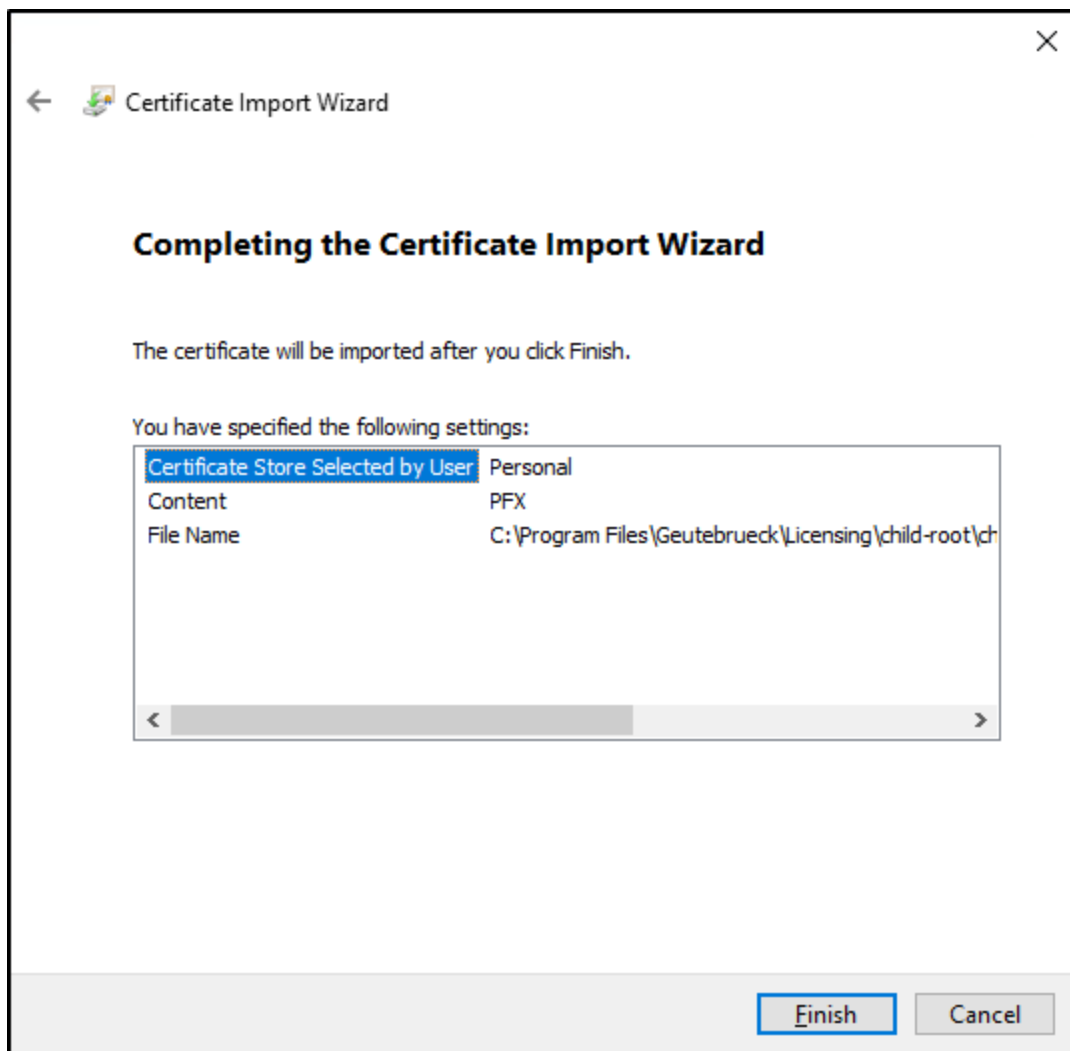 Certificate Import Wizard
Completing the Certificate Import Wizard
The certificate will be imported after you click Finish.
You have specified the following settings:
Certificate Store Selected by User Personal
Content PFX
File Name C:\Program Files\Geutebrueck\Licensing\child-root\ch
Finish Cancel